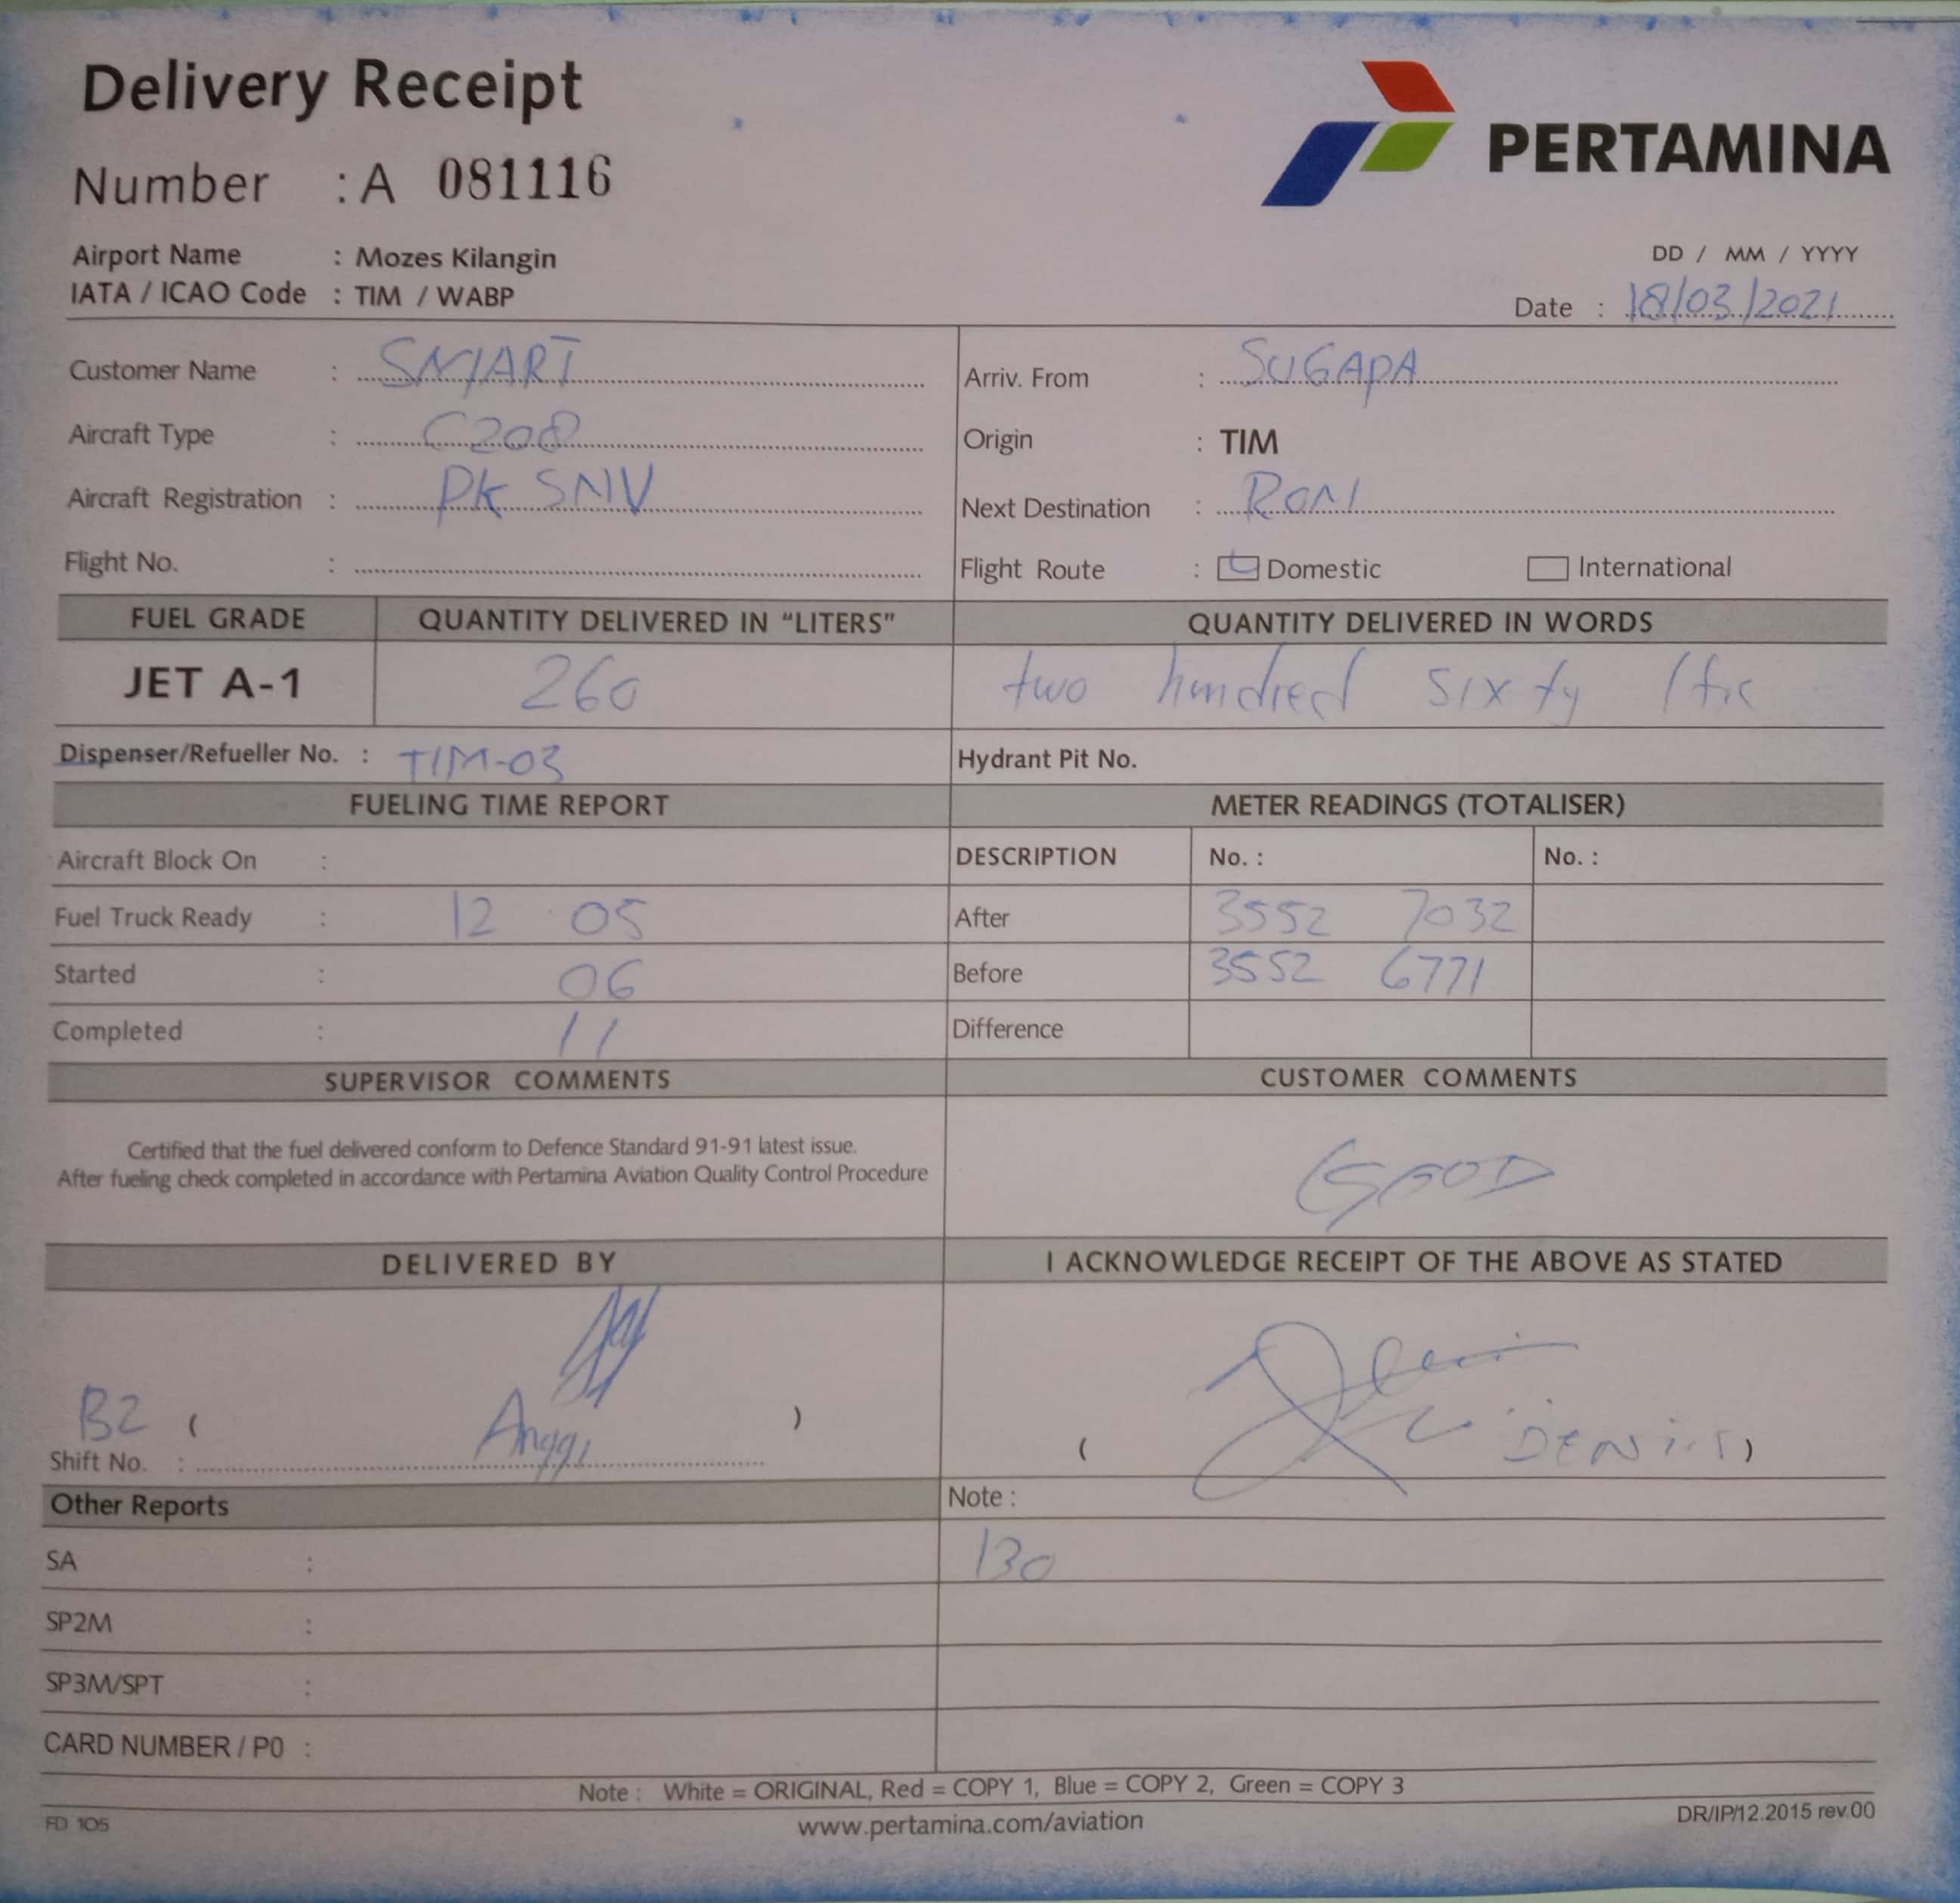 Delivery Receipt
PERTAMINA
Number : A 081116
Airport Name : Mozes Kilangin
IATA / ICAO Code : TIM / WABP
DD / MM / YYYY
Date : 18/03/2021
Customer Name : SMART
Arriv. From : SUGAPA
Aircraft Type : C208
Origin : TIM
Aircraft Registration : PK SNV
Next Destination : RONI
Flight No. :
Flight Route : Domestic International
FUEL GRADE QUANTITY DELIVERED IN "LITERS" QUANTITY DELIVERED IN WORDS
JET A-1 260 two hundred sixty
Dispenser/Refueller No. : TIM-03 Hydrant Pit No.
FUELING TIME REPORT METER READINGS (TOTALISER)
Aircraft Block On : DESCRIPTION No. : No. :
Fuel Truck Ready : 12 05 After 3552 7032
Started : 06 Before 3552 6771
Completed : 11 Difference
SUPERVISOR COMMENTS CUSTOMER COMMENTS
Certified that the fuel delivered conform to Defence Standard 91-91 latest issue.
After fueling check completed in accordance with Pertamina Aviation Quality Control Procedure
GOOD
DELIVERED BY I ACKNOWLEDGE RECEIPT OF THE ABOVE AS STATED
B2 ( Anggi ) ( )
Shift No. :
Other Reports Note :
SA : 130
SP2M :
SP3M/SPT :
CARD NUMBER / P0 :
Note : White = ORIGINAL, Red = COPY 1, Blue = COPY 2, Green = COPY 3
FD 105 www.pertamina.com/aviation DR/IP/12.2015 rev.00